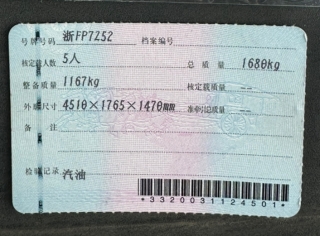 号牌号码 浙FP7Z52 档案编号
核定载人数 5人 总质量 1680kg
整备质量 1167kg 核定载质量 --
外廓尺寸 4510×1765×1470mm 准牵引总质量 --
备注
检验记录 汽油
*3320031124501*